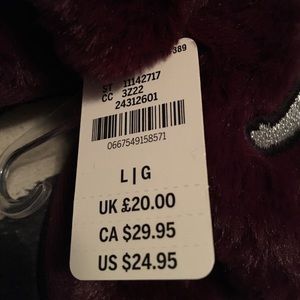 389
ST 11142717
CC 3Z22
24312601
0667549158571
L|G
UK £20.00
CA $29.95
US $24.95